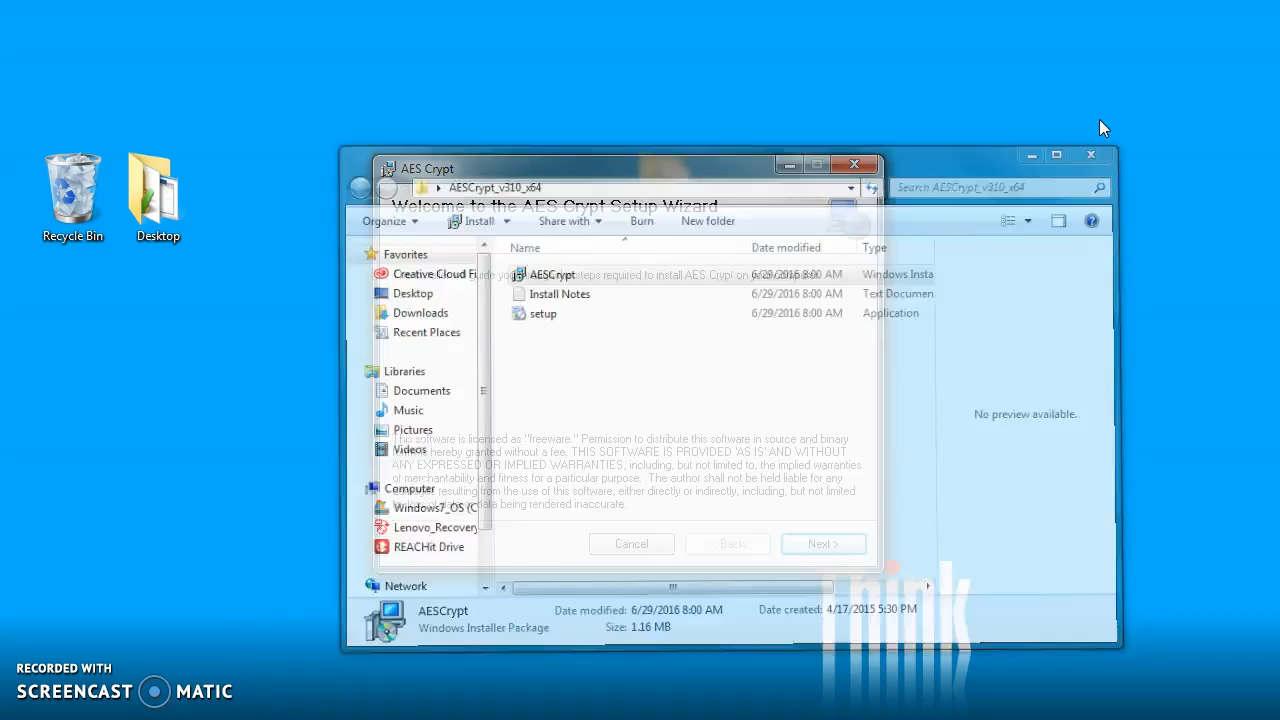 AES Crypt
AESCrypt_v310_x64
Search AESCrypt_v310_x64
Welcome to the AES Crypt Setup Wizard
Organize
Install
Share with
Burn
New folder
Name
Date modified
Type
Favorites
Creative Cloud Fi
Desktop
Downloads
Recent Places
Libraries
Documents
Music
Pictures
Videos
Computer
Windows7_OS (C
Lenovo_Recovery
REACHit Drive
Network
AESCrypt 6/29/2016 8:00 AM Windows Insta
steps required to install AES Crypt on
Install Notes 6/29/2016 8:00 AM Text Documen
setup 6/29/2016 8:00 AM Application
No preview available.
This software is licensed as "freeware." Permission to distribute this software in source and binary
hereby granted without a fee. THIS SOFTWARE IS PROVIDED 'AS IS' AND WITHOUT
ANY EXPRESSED OR IMPLIED WARRANTIES, including, but not limited to, the implied warranties
of merchantability and fitness for a particular purpose. The author shall not be held liable for any
resulting from the use of this software, either directly or indirectly, including, but not limited
being rendered inaccurate.
Cancel
Back
Next >
AESCrypt
Windows Installer Package
Date modified: 6/29/2016 8:00 AM
Size: 1.16 MB
Date created: 4/17/2015 5:30 PM
Recycle Bin
Desktop
Think
RECORDED WITH
SCREENCAST MATIC